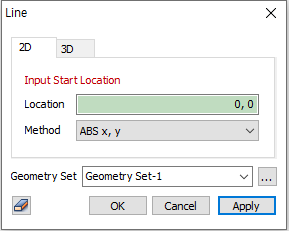 Line
2D 3D
Input Start Location
Location 0, 0
Method ABS x, y
Geometry Set Geometry Set-1 ...
OK Cancel Apply